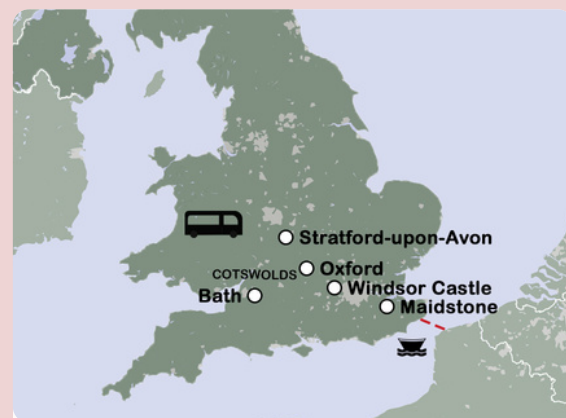 Stratford-upon-Avon
COTSWOLDS
Oxford
Windsor Castle
Bath
Maidstone